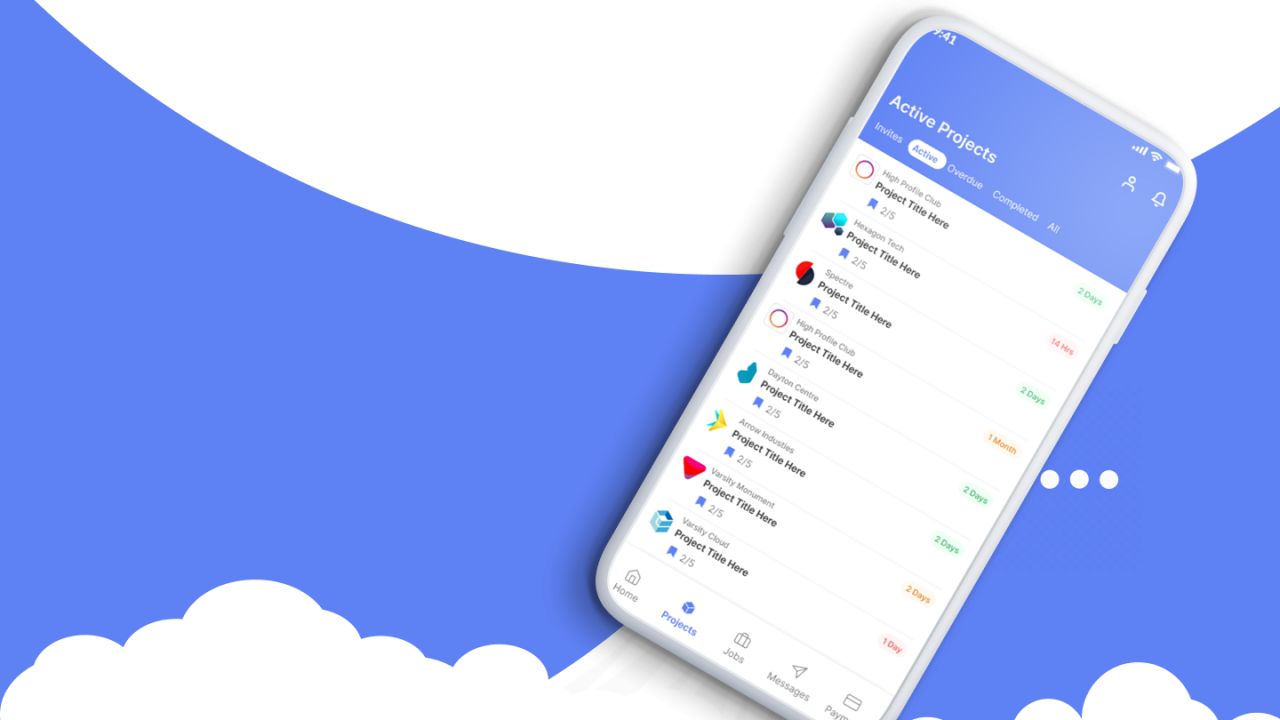 9:41
Active Projects
Invites Active Overdue Completed All
High Profile Club
Project Title Here
2/5
2 Days
Hexagon Tech
Project Title Here
2/5
14 Hrs
Spectre
Project Title Here
2/5
2 Days
High Profile Club
Project Title Here
2/5
1 Month
Dayton Centre
Project Title Here
2/5
2 Days
Arrow Industies
Project Title Here
2/5
2 Days
Varsity Monument
Project Title Here
2/5
2 Days
Varsity Cloud
Project Title Here
2/5
1 Day
Home Projects Jobs Messages